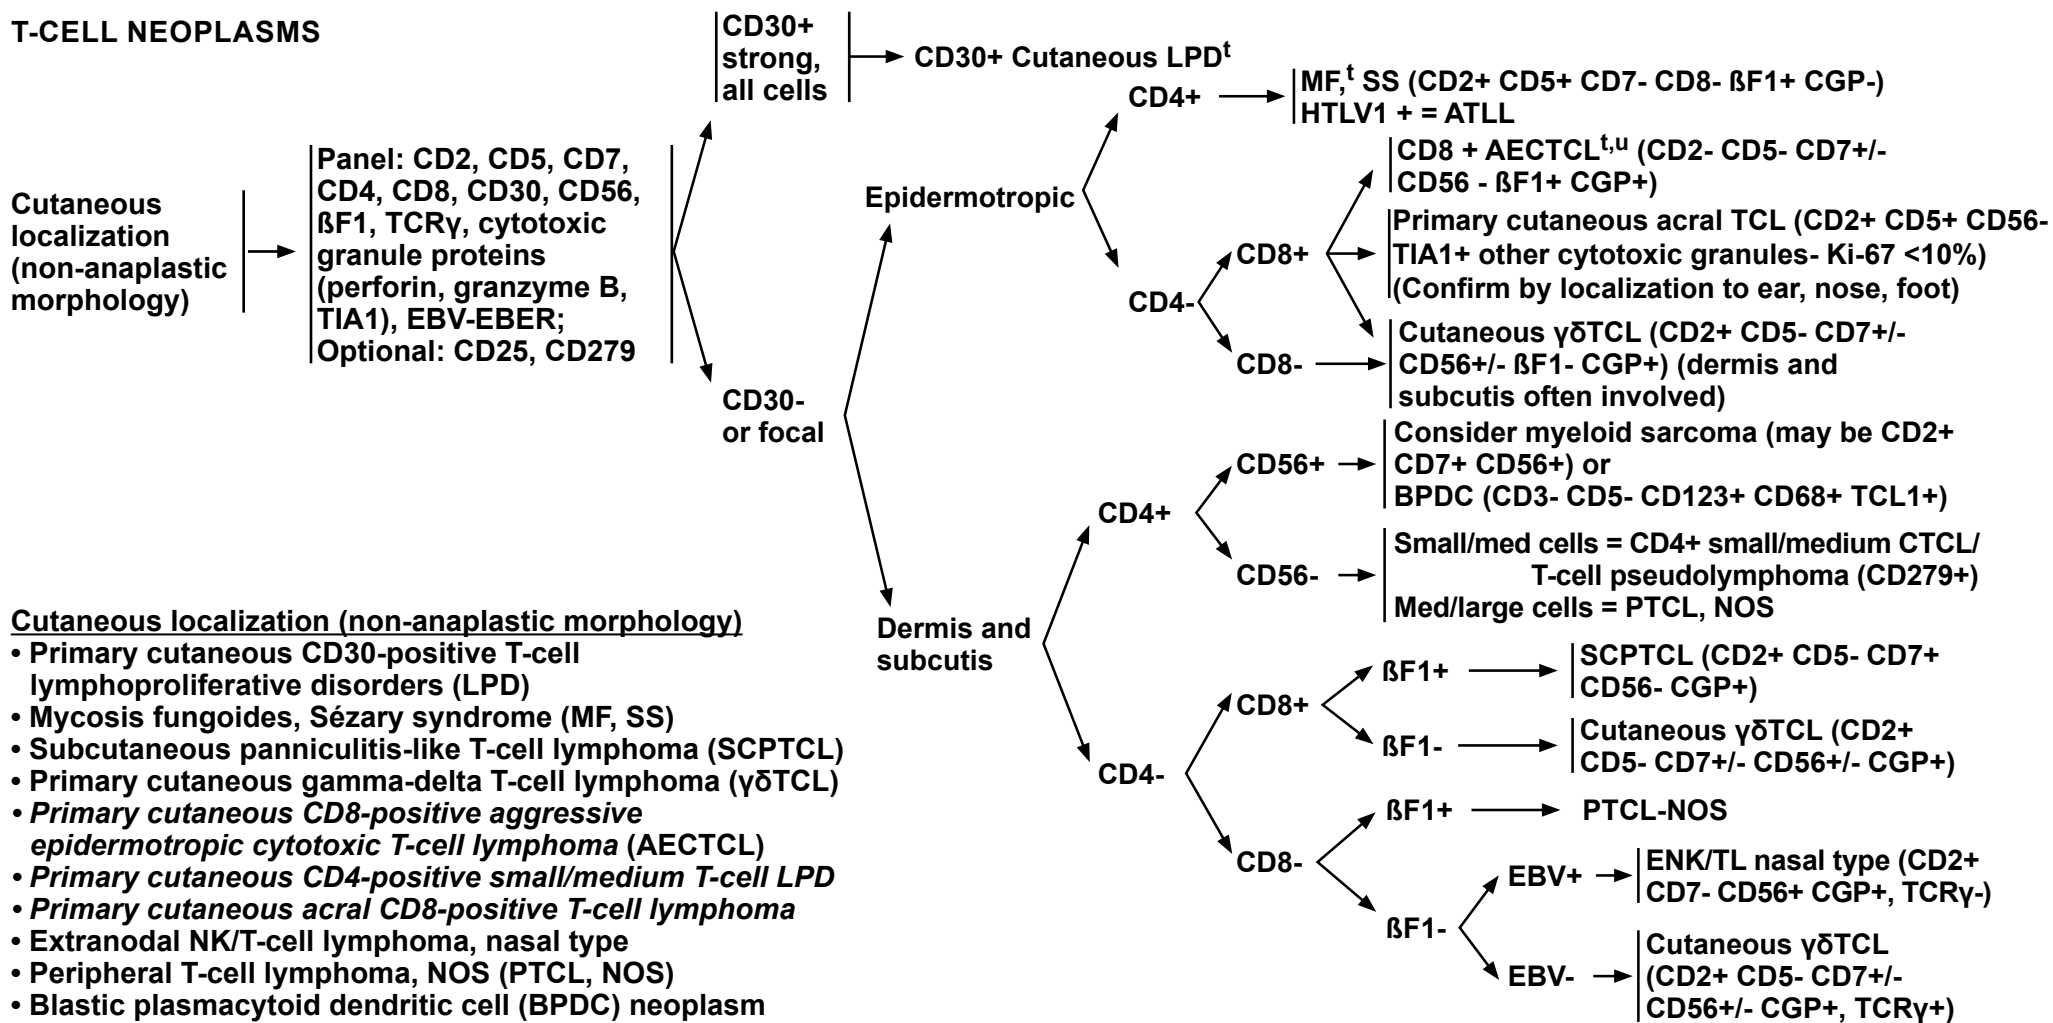 T-CELL NEOPLASMS
Cutaneous
localization
(non-anaplastic
morphology)
Panel: CD2, CD5, CD7,
CD4, CD8, CD30, CD56,
ßF1, TCRγ, cytotoxic
granule proteins
(perforin, granzyme B,
TIA1), EBV-EBER;
Optional: CD25, CD279
CD30+
strong,
all cells
CD30+ Cutaneous LPDᵗ
CD30-
or focal
Epidermotropic
CD4+
MF,ᵗ SS (CD2+ CD5+ CD7- CD8- ßF1+ CGP-)
HTLV1 + = ATLL
CD4-
CD8+
CD8 + AECTCLᵗ,ᵘ (CD2- CD5- CD7+/-
CD56 - ßF1+ CGP+)
Primary cutaneous acral TCL (CD2+ CD5+ CD56-
TIA1+ other cytotoxic granules- Ki-67 <10%)
(Confirm by localization to ear, nose, foot)
CD8-
Cutaneous γδTCL (CD2+ CD5- CD7+/-
CD56+/- ßF1- CGP+) (dermis and
subcutis often involved)
Dermis and
subcutis
CD4+
CD56+
Consider myeloid sarcoma (may be CD2+
CD7+ CD56+) or
BPDC (CD3- CD5- CD123+ CD68+ TCL1+)
CD56-
Small/med cells = CD4+ small/medium CTCL/
T-cell pseudolymphoma (CD279+)
Med/large cells = PTCL, NOS
CD4-
CD8+
ßF1+
SCPTCL (CD2+ CD5- CD7+
CD56- CGP+)
ßF1-
Cutaneous γδTCL (CD2+
CD5- CD7+/- CD56+/- CGP+)
CD8-
ßF1+
PTCL-NOS
ßF1-
EBV+
ENK/TL nasal type (CD2+
CD7- CD56+ CGP+, TCRγ-)
EBV-
Cutaneous γδTCL
(CD2+ CD5- CD7+/-
CD56+/- CGP+, TCRγ+)
Cutaneous localization (non-anaplastic morphology)
• Primary cutaneous CD30-positive T-cell
lymphoproliferative disorders (LPD)
• Mycosis fungoides, Sézary syndrome (MF, SS)
• Subcutaneous panniculitis-like T-cell lymphoma (SCPTCL)
• Primary cutaneous gamma-delta T-cell lymphoma (γδTCL)
• Primary cutaneous CD8-positive aggressive
epidermotropic cytotoxic T-cell lymphoma (AECTCL)
• Primary cutaneous CD4-positive small/medium T-cell LPD
• Primary cutaneous acral CD8-positive T-cell lymphoma
• Extranodal NK/T-cell lymphoma, nasal type
• Peripheral T-cell lymphoma, NOS (PTCL, NOS)
• Blastic plasmacytoid dendritic cell (BPDC) neoplasm